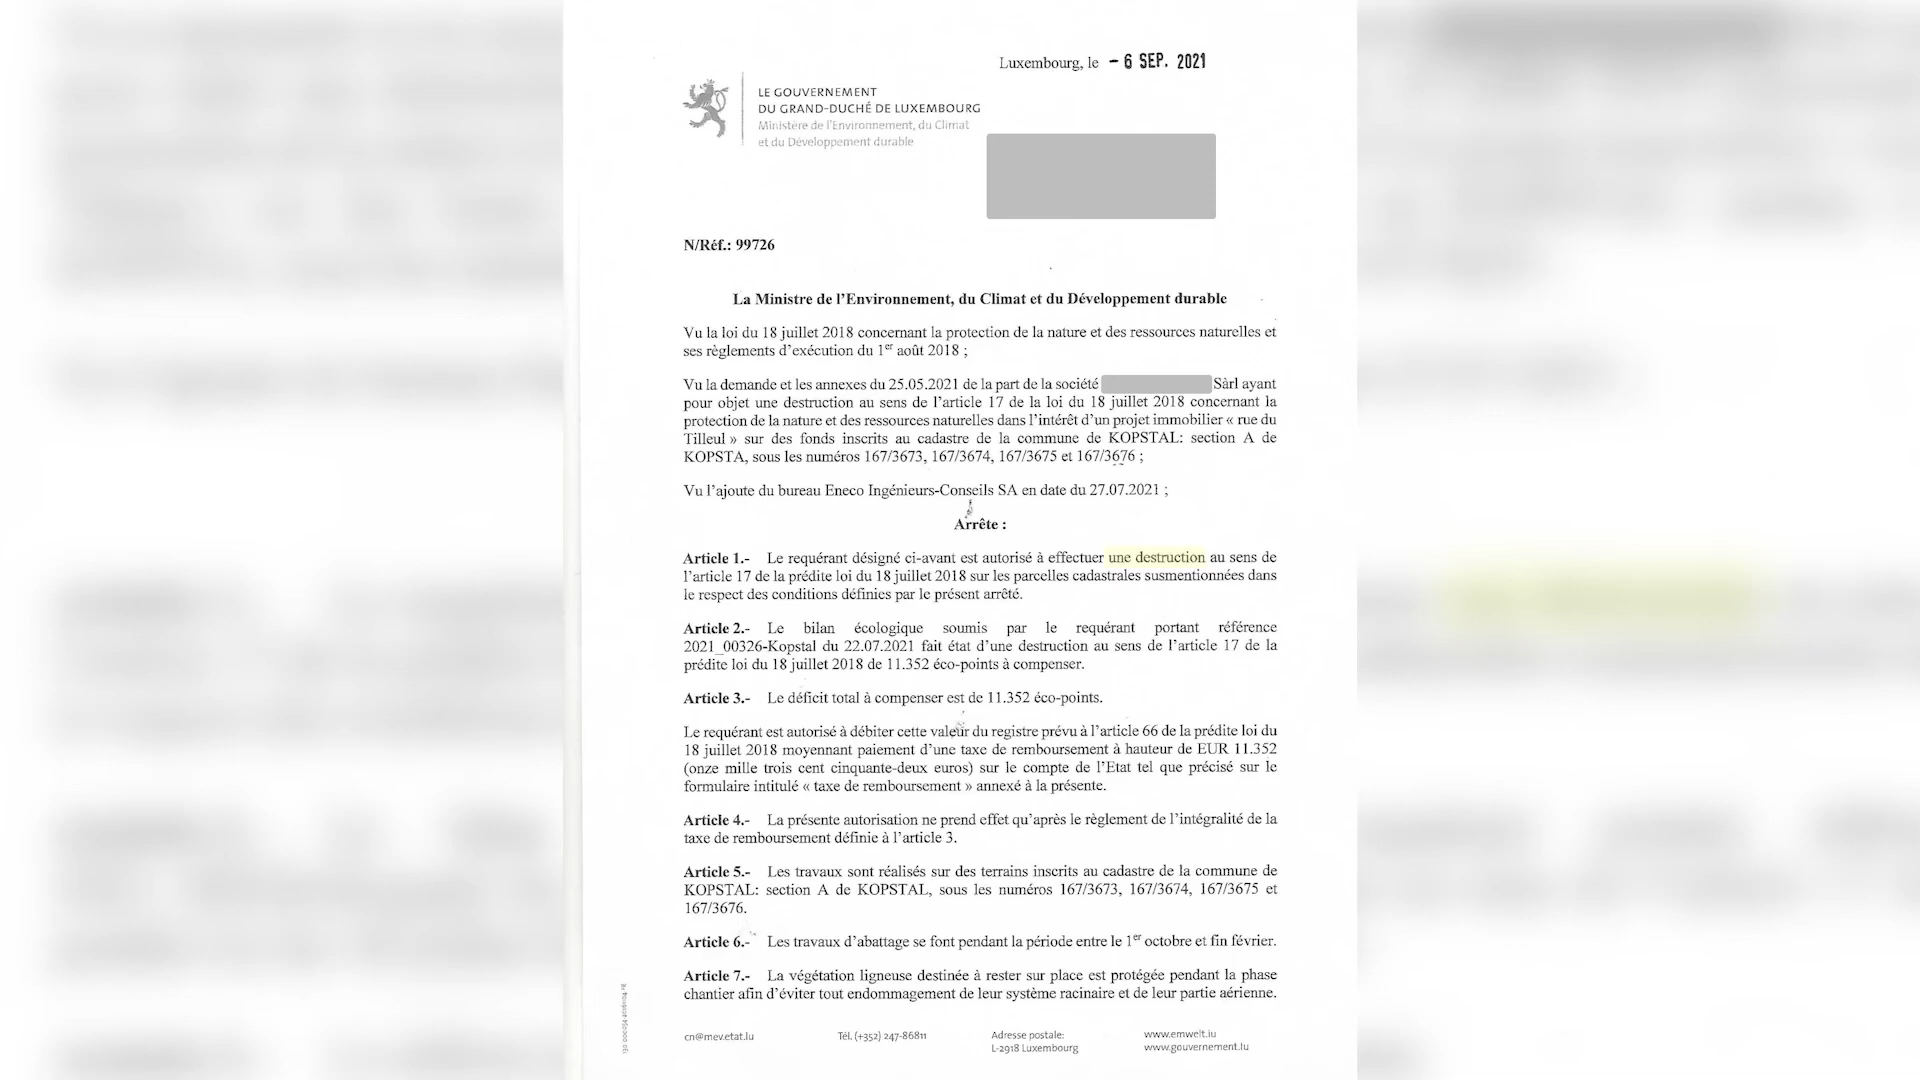 Luxembourg, le - 6 SEP. 2021
LE GOUVERNEMENT
DU GRAND-DUCHÉ DE LUXEMBOURG
Ministère de l'Environnement, du Climat
et du Développement durable
N/Réf.: 99726
La Ministre de l'Environnement, du Climat et du Développement durable
Vu la loi du 18 juillet 2018 concernant la protection de la nature et des ressources naturelles et
ses règlements d'exécution du 1er août 2018 ;
Vu la demande et les annexes du 25.05.2021 de la part de la société Sàrl ayant
pour objet une destruction au sens de l'article 17 de la loi du 18 juillet 2018 concernant la
protection de la nature et des ressources naturelles dans l'intérêt d'un projet immobilier « rue du
Tilleul » sur des fonds inscrits au cadastre de la commune de KOPSTAL: section A de
KOPSTA, sous les numéros 167/3673, 167/3674, 167/3675 et 167/3676 ;
Vu l'ajoute du bureau Eneco Ingénieurs-Conseils SA en date du 27.07.2021 ;
Arrête :
Article 1.- Le requérant désigné ci-avant est autorisé à effectuer une destruction au sens de
l'article 17 de la prédite loi du 18 juillet 2018 sur les parcelles cadastrales susmentionnées dans
le respect des conditions définies par le présent arrêté.
Article 2.- Le bilan écologique soumis par le requérant portant référence
2021_00326-Kopstal du 22.07.2021 fait état d'une destruction au sens de l'article 17 de la
prédite loi du 18 juillet 2018 de 11.352 éco-points à compenser.
Article 3.- Le déficit total à compenser est de 11.352 éco-points.
Le requérant est autorisé à débiter cette valeur du registre prévu à l'article 66 de la prédite loi du
18 juillet 2018 moyennant paiement d'une taxe de remboursement à hauteur de EUR 11.352
(onze mille trois cent cinquante-deux euros) sur le compte de l'Etat tel que précisé sur le
formulaire intitulé « taxe de remboursement » annexé à la présente.
Article 4.- La présente autorisation ne prend effet qu'après le règlement de l'intégralité de la
taxe de remboursement définie à l'article 3.
Article 5.- Les travaux sont réalisés sur des terrains inscrits au cadastre de la commune de
KOPSTAL: section A de KOPSTAL, sous les numéros 167/3673, 167/3674, 167/3675 et
167/3676.
Article 6.- Les travaux d'abattage se font pendant la période entre le 1er octobre et fin février.
Article 7.- La végétation ligneuse destinée à rester sur place est protégée pendant la phase
chantier afin d'éviter tout endommagement de leur système racinaire et de leur partie aérienne.
cn@mev.etat.lu Tél. (+352) 247-86811 Adresse postale: www.emwelt.lu
L-2918 Luxembourg www.gouvernement.lu